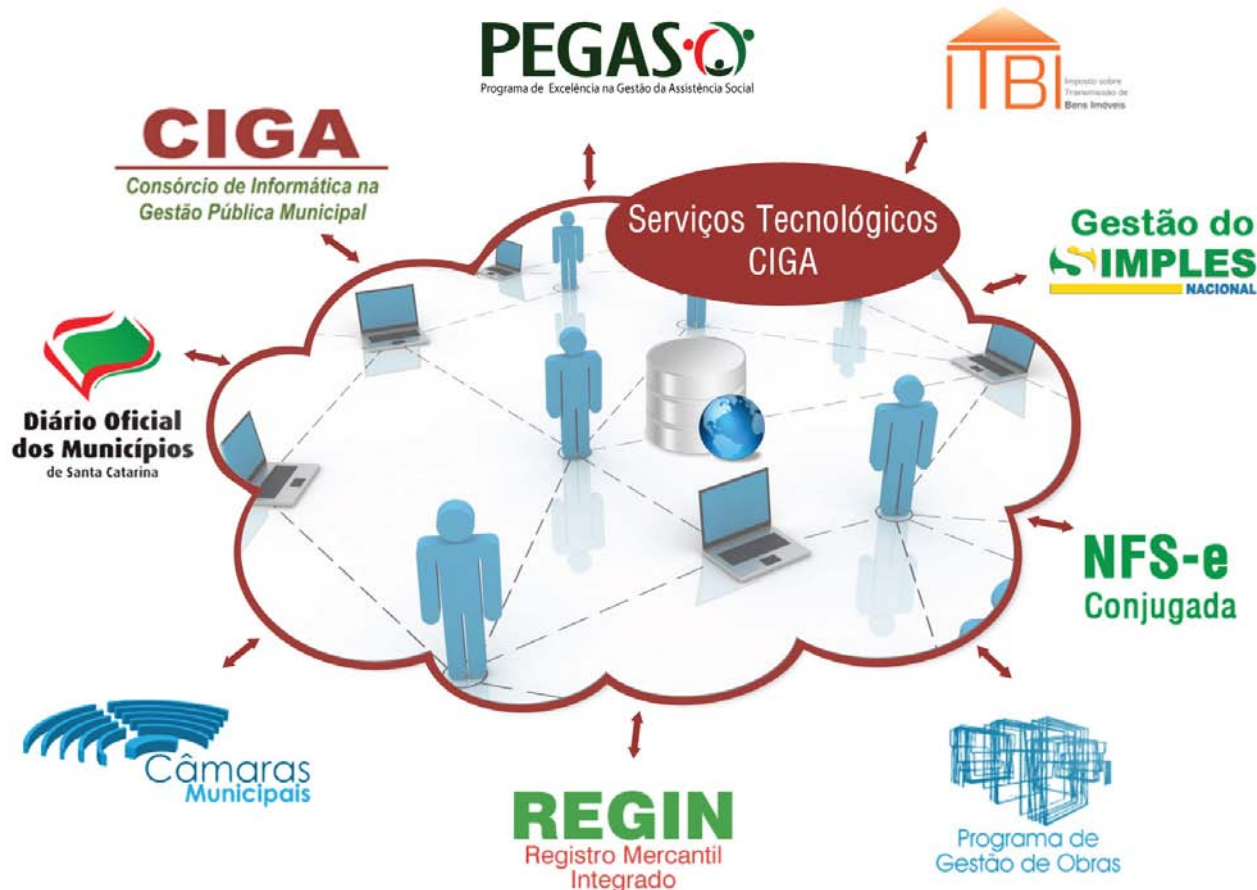 PEGASO
Programa de Excelência na Gestão da Assistência Social
ITBI
Imposto sobre
Transmissão de
Bens Imóveis
CIGA
Consórcio de Informática na
Gestão Pública Municipal
Serviços Tecnológicos
CIGA
Gestão do
SIMPLES
NACIONAL
Diário Oficial
dos Municípios
de Santa Catarina
NFS-e
Conjugada
Câmaras
Municipais
REGIN
Registro Mercantil
Integrado
Programa de
Gestão de Obras